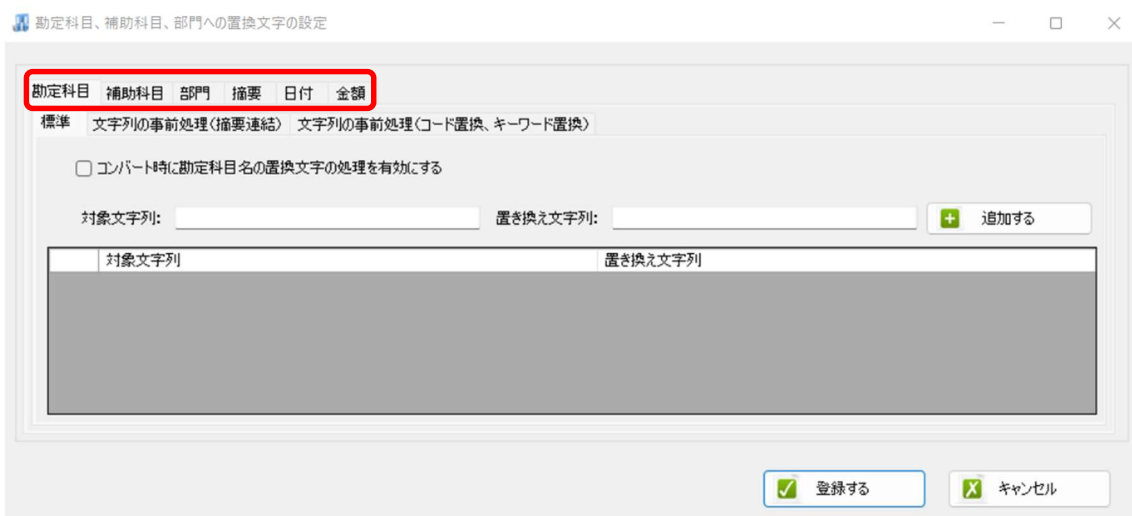 勘定科目、補助科目、部門への置換文字の設定
勘定科目 補助科目 部門 摘要 日付 金額
標準 文字列の事前処理(摘要連結) 文字列の事前処理(コード置換、キーワード置換)
コンバート時に勘定科目名の置換文字の処理を有効にする
対象文字列: 置き換え文字列: 追加する
対象文字列 置き換え文字列
登録する キャンセル